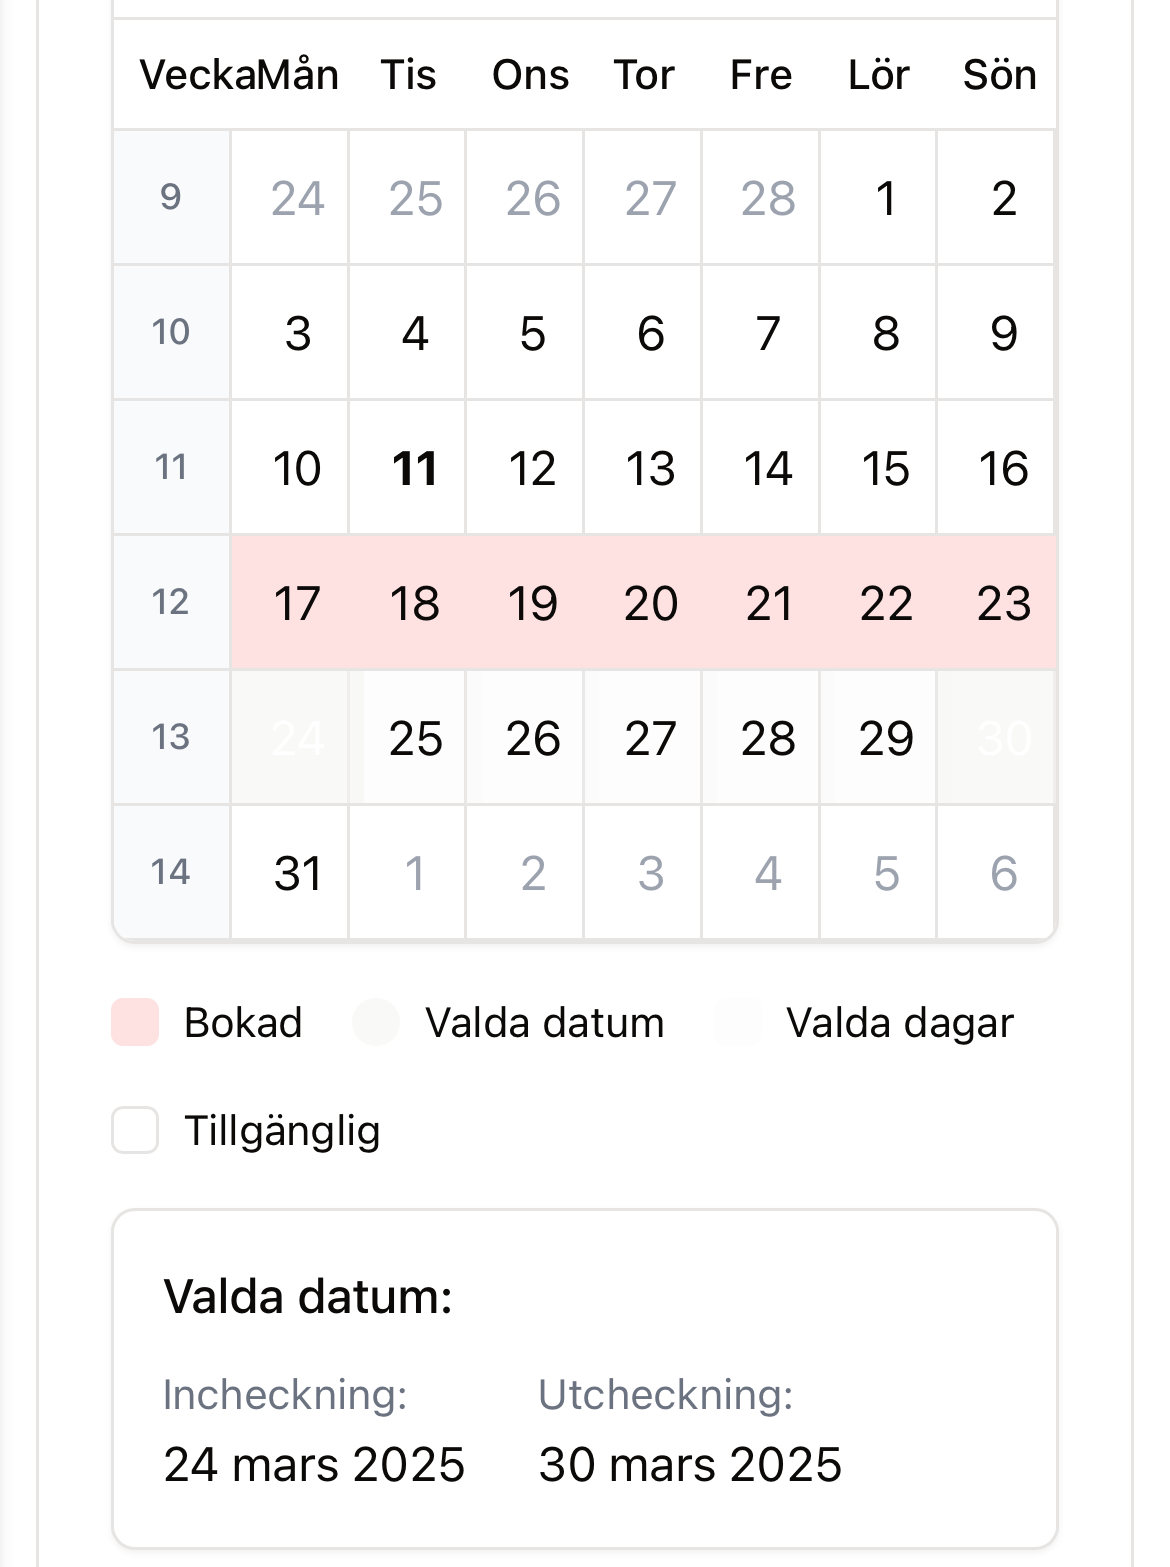 Vecka Mån Tis Ons Tor Fre Lör Sön
9 24 25 26 27 28 1 2
10 3 4 5 6 7 8 9
11 10 11 12 13 14 15 16
12 17 18 19 20 21 22 23
13 24 25 26 27 28 29 30
14 31 1 2 3 4 5 6
Bokad Valda datum Valda dagar
Tillgänglig
Valda datum:
Incheckning: Utcheckning:
24 mars 2025 30 mars 2025